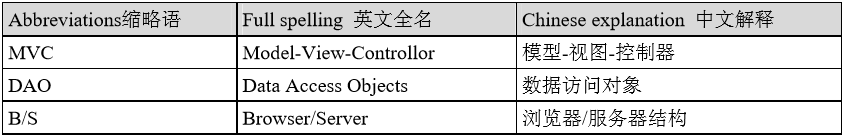 Abbreviations缩略语 Full spelling 英文全名 Chinese explanation 中文解释
MVC Model-View-Controllor 模型-视图-控制器
DAO Data Access Objects 数据访问对象
B/S Browser/Server 浏览器/服务器结构